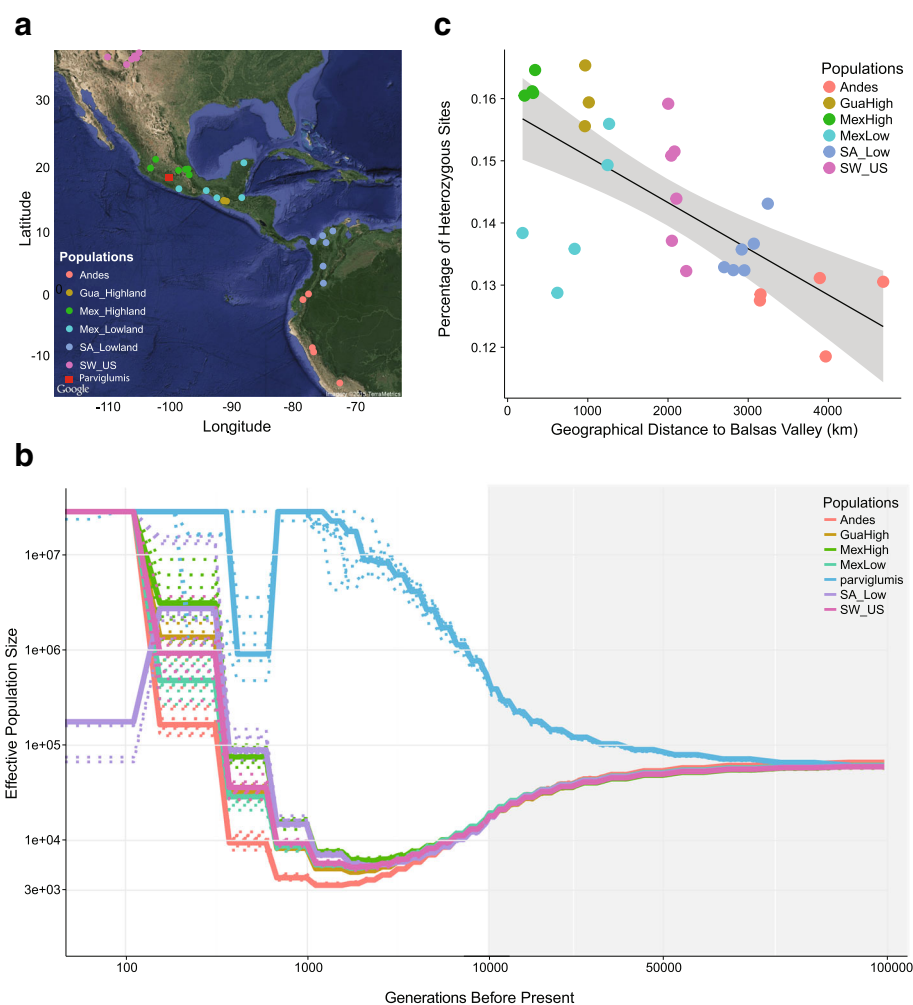 a
30
20
10
0
0
-10
Latitude
Populations
Andes
Gua_Highland
Mex_Highland
Mex_Lowland
SA_Lowland
SW_US
Parviglumis
Google
-110
-100
-90
-80
-70
Longitude
c
0.16
0.15
0.14
0.13
0.12
Percentage of Heterozygous Sites
Populations
Andes
GuaHigh
MexHigh
MexLow
SA_Low
SW_US
0
1000
2000
3000
4000
Geographical Distance to Balsas Valley (km)
b
1e+07
1e+06
1e+05
1e+04
3e+03
Effective Population Size
Populations
Andes
GuaHigh
MexHigh
MexLow
parviglumis
SA_Low
SW_US
100
1000
10000
50000
100000
Generations Before Present